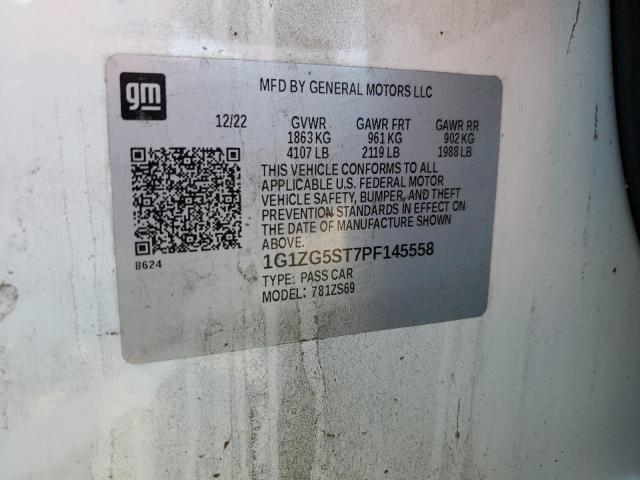 gm
MFD BY GENERAL MOTORS LLC
12/22 GVWR GAWR FRT GAWR RR
1863 KG 961 KG 902 KG
4107 LB 2119 LB 1988 LB
THIS VEHICLE CONFORMS TO ALL
APPLICABLE U.S. FEDERAL MOTOR
VEHICLE SAFETY, BUMPER, AND THEFT
PREVENTION STANDARDS IN EFFECT ON
THE DATE OF MANUFACTURE SHOWN
ABOVE.
8624
1G1ZG5ST7PF145558
TYPE: PASS CAR
MODEL: 781ZS69